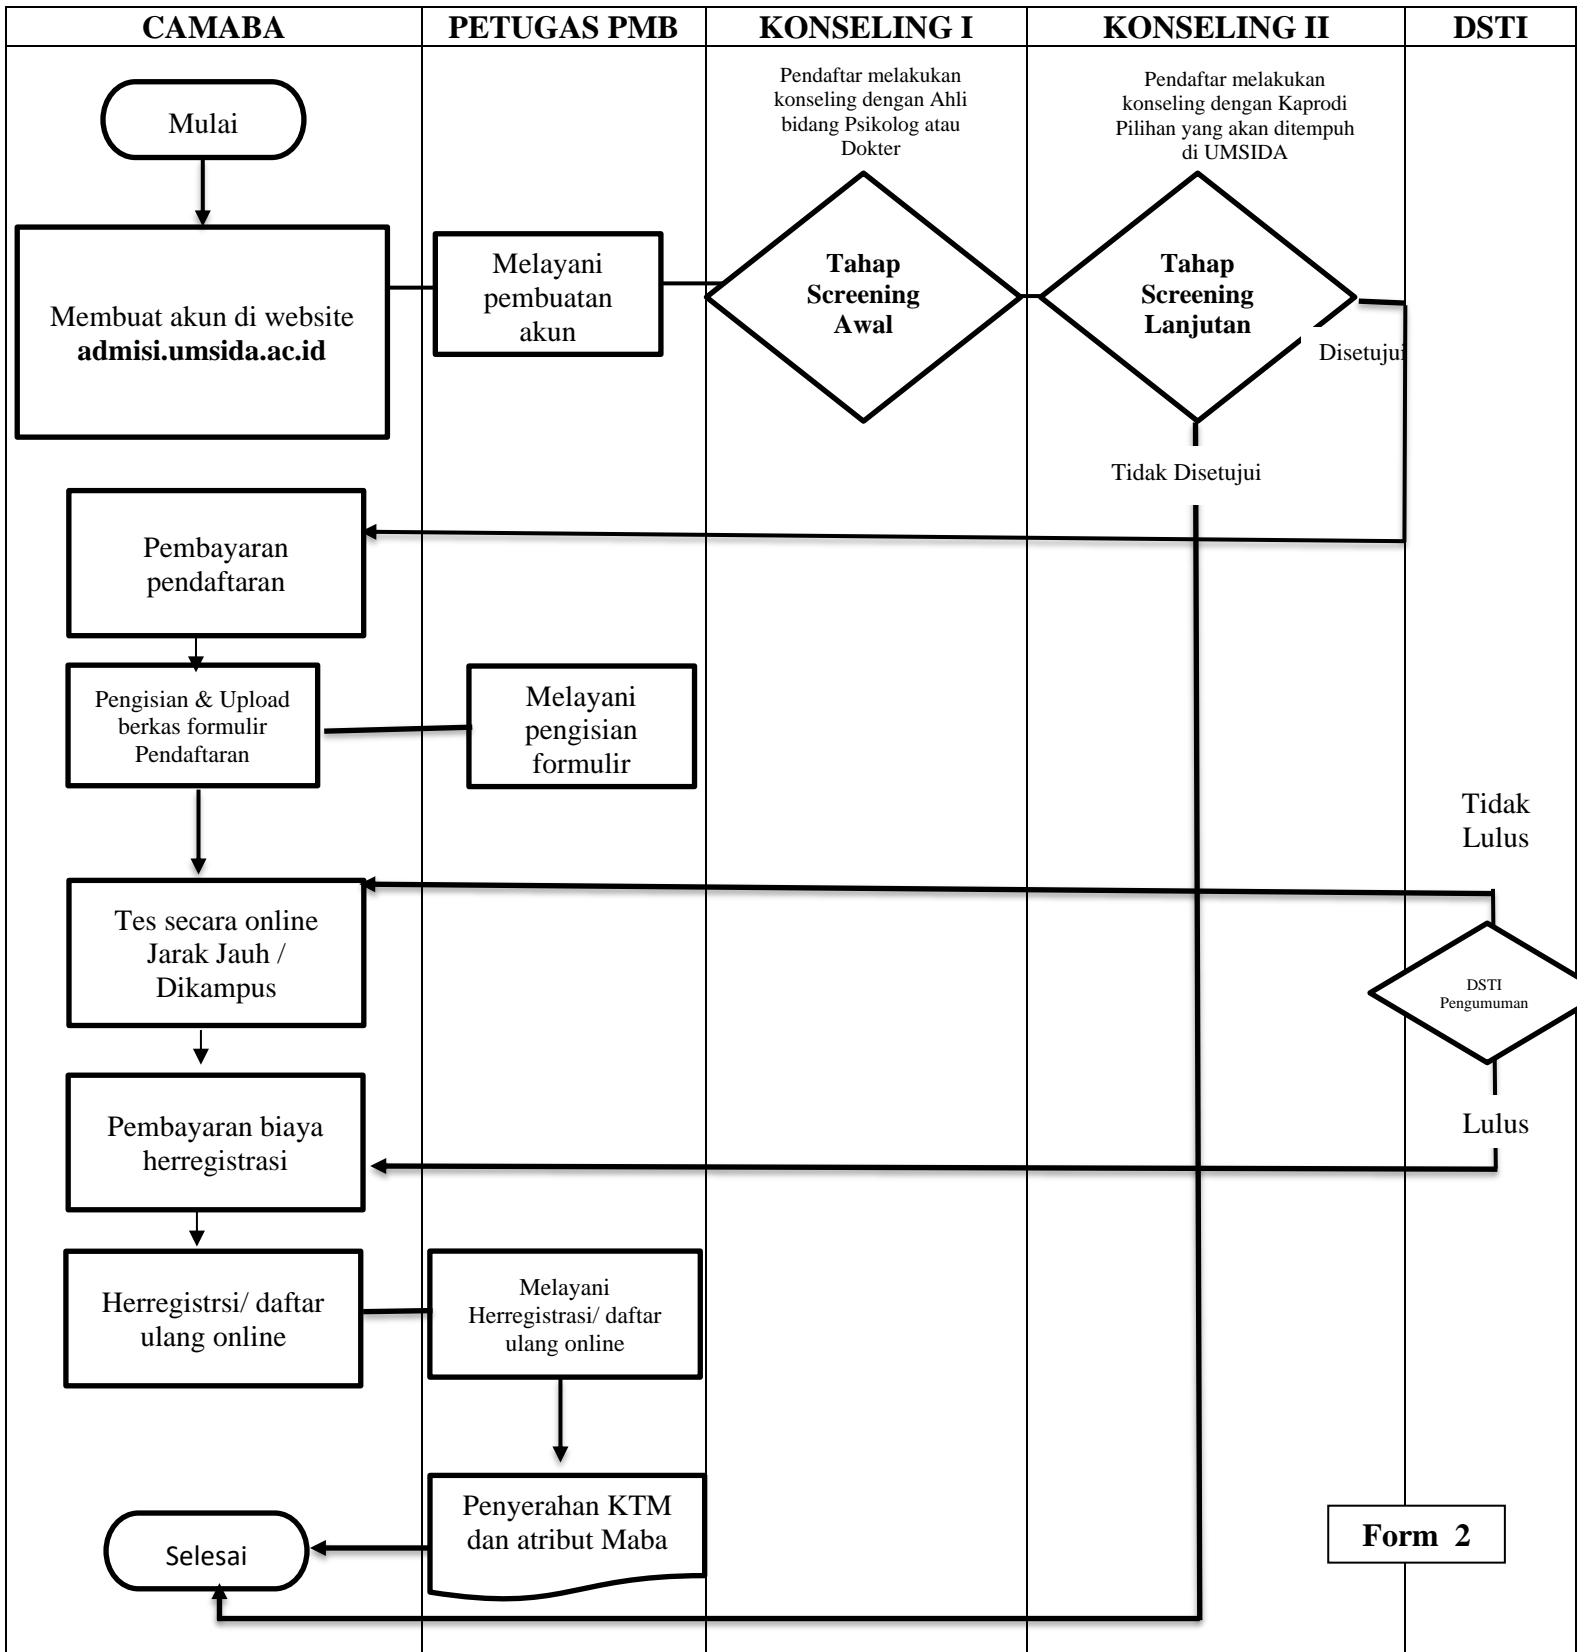 CAMABA
PETUGAS PMB
KONSELING I
KONSELING II
DSTI
Mulai
Pendaftar melakukan
konseling dengan Ahli
bidang Psikolog atau
Dokter
Pendaftar melakukan
konseling dengan Kaprodi
Pilihan yang akan ditempuh
di UMSIDA
Membuat akun di website
admisi.umsida.ac.id
Melayani
pembuatan
akun
Tahap
Screening
Awal
Tahap
Screening
Lanjutan
Disetujui
Tidak Disetujui
Pembayaran
pendaftaran
Pengisian & Upload
berkas formulir
Pendaftaran
Melayani
pengisian
formulir
Tidak
Lulus
Tes secara online
Jarak Jauh /
Dikampus
DSTI
Pengumuman
Pembayaran biaya
herregistrasi
Lulus
Herregistrsi/ daftar
ulang online
Melayani
Herregistrasi/ daftar
ulang online
Penyerahan KTM
dan atribut Maba
Selesai
Form 2